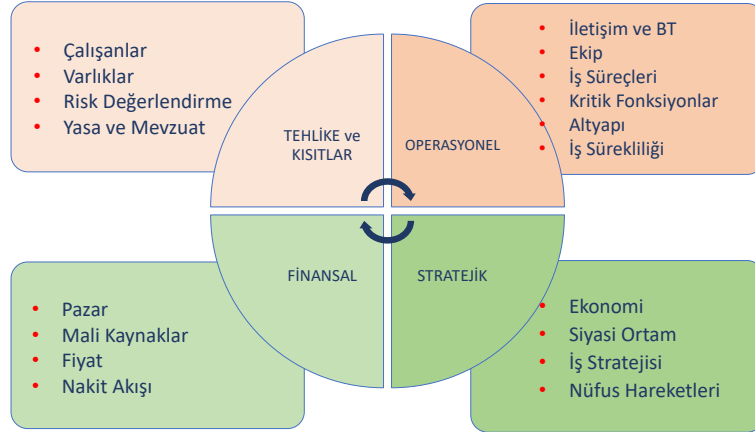 Çalışanlar
Varlıklar
Risk Değerlendirme
Yasa ve Mevzuat
TEHLİKE ve
KISITLAR
İletişim ve BT
Ekip
İş Süreçleri
Kritik Fonksiyonlar
Altyapı
İş Sürekliliği
OPERASYONEL
Pazar
Mali Kaynaklar
Fiyat
Nakit Akışı
FİNANSAL
STRATEJİK
Ekonomi
Siyasi Ortam
İş Stratejisi
Nüfus Hareketleri